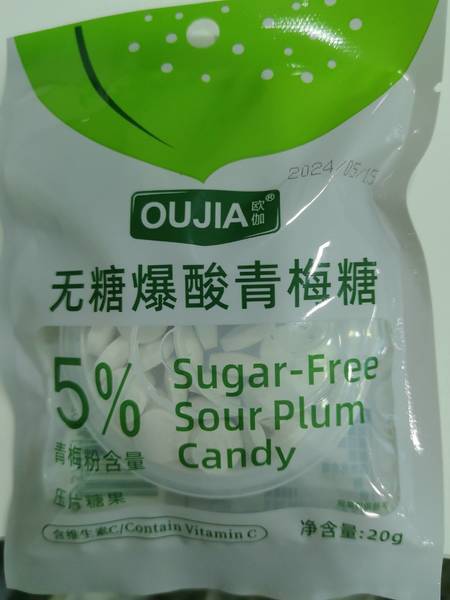 2024/05/15
OUJIA 欧伽®
无糖爆酸青梅糖
5%
青梅粉含量
Sugar-Free
Sour Plum
Candy
压片糖果
含维生素C/Contain Vitamin C
净含量:20g